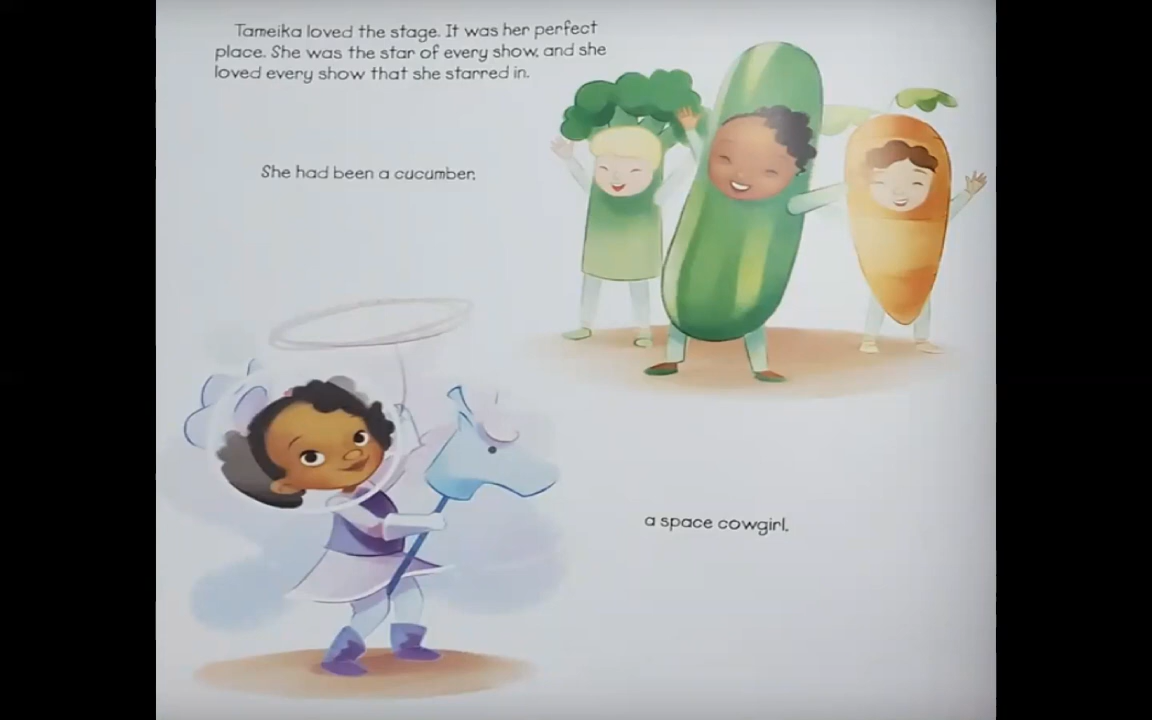 Tameika loved the stage. It was her perfect
place. She was the star of every show, and she
loved every show that she starred in.
She had been a cucumber,
a space cowgirl,